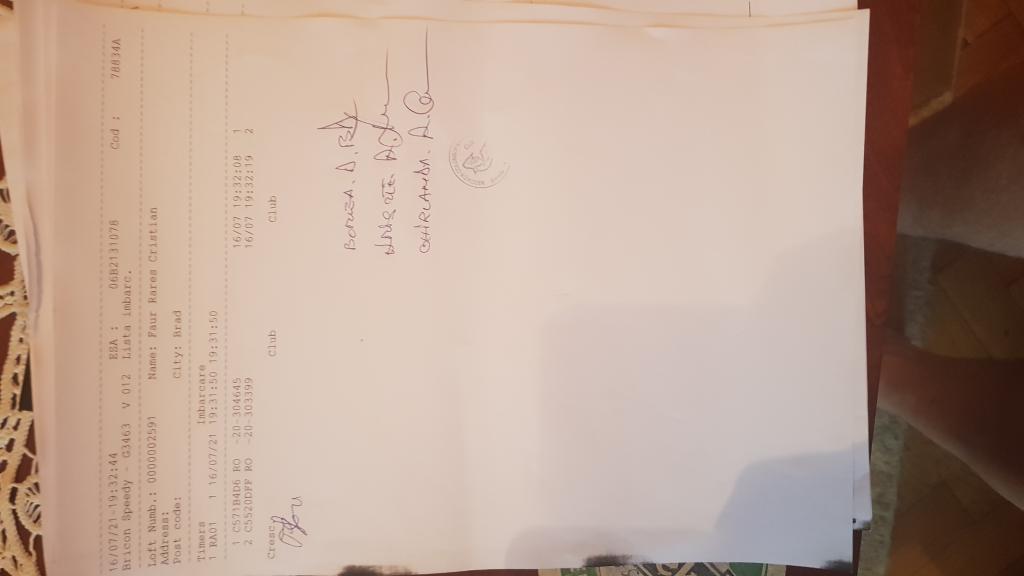 16/07/21-19:32:44 ESA : 06B2131078 Cod : 78834A
Bricon Speedy - G3463 V 012 Lista imbarc.
Loft Numb.: 0000002591 Name: Faur Rares Cristian
Address:
Post code: City: Brad
Timers Imbarcare
1 RA01 1 16/07/21 19:31:50 19:31:50
1 C571B4D6 RO -20-304645 16/07 19:32:08 1
2 C5520DFF RO -20-303399 16/07 19:32:19 2
Cresc. Club Club